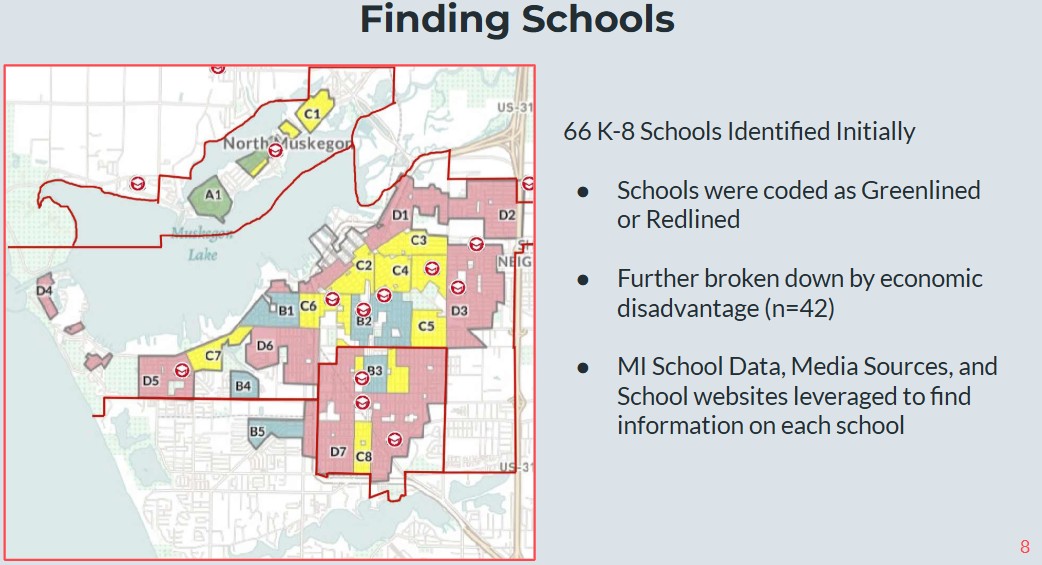 Finding Schools
US-31
C1
North Muskegon
A1
Muskegon
Lake
D1
D2
C3
C2
C4
NEIG
D4
B1
C6
B2
D3
C5
D6
C7
D5
B3
B4
B5
D7
C8
US-31
66 K-8 Schools Identified Initially
● Schools were coded as Greenlined
or Redlined
● Further broken down by economic
disadvantage (n=42)
● MI School Data, Media Sources, and
School websites leveraged to find
information on each school
8